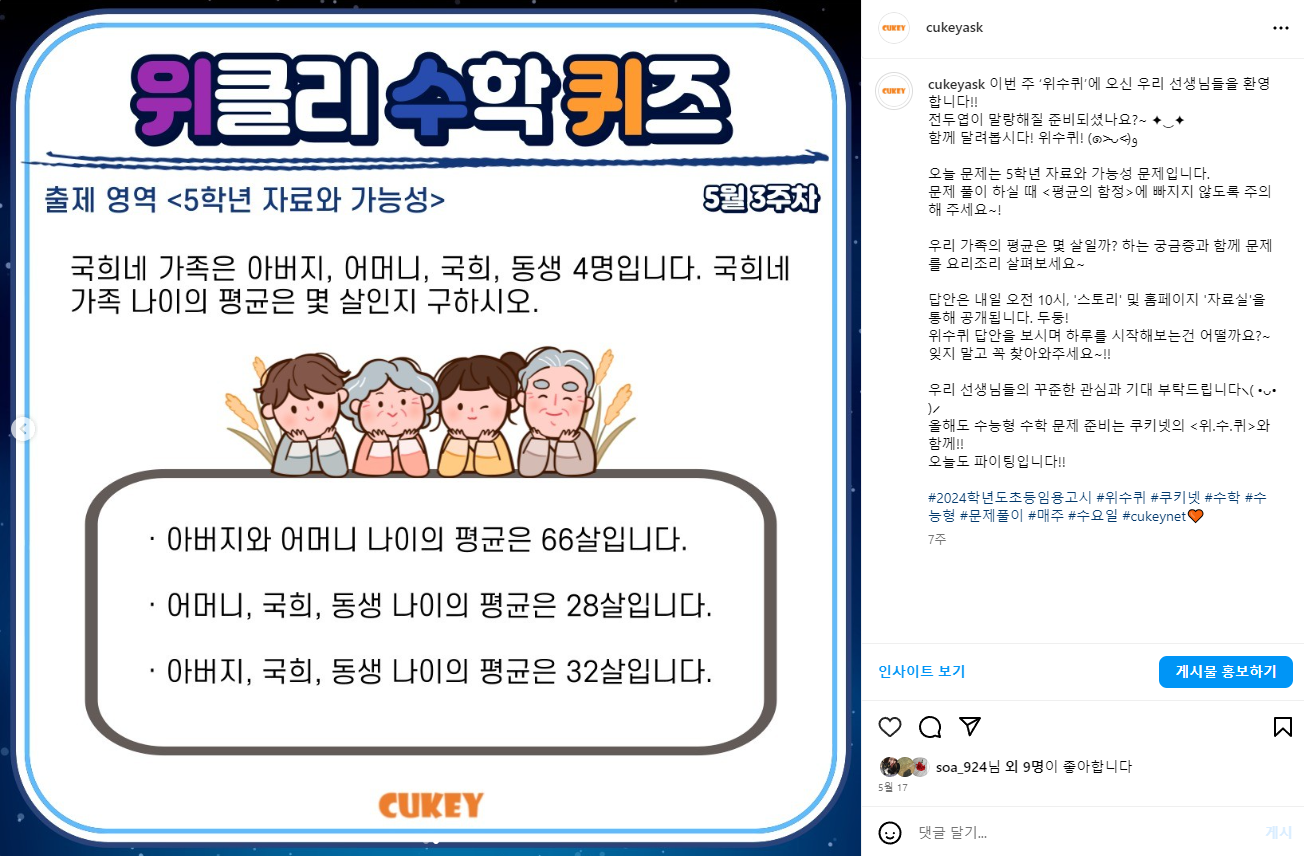 위클리 수학 퀴즈
출제 영역 <5학년 자료와 가능성>
5월 3주차
국희네 가족은 아버지, 어머니, 국희, 동생 4명입니다. 국희네
가족 나이의 평균은 몇 살인지 구하시오.
· 아버지와 어머니 나이의 평균은 66살입니다.
· 어머니, 국희, 동생 나이의 평균은 28살입니다.
· 아버지, 국희, 동생 나이의 평균은 32살입니다.
CUKEY
CUKEY
cukeyask
CUKEY
cukeyask 이번 주 ‘위수퀴’에 오신 우리 선생님들을 환영
합니다!!
전두엽이 말랑해질 준비되셨나요?~ ✦‿✦
함께 달려봅시다! 위수퀴! (๑˃̵ᴗ˂̵)و
오늘 문제는 5학년 자료와 가능성 문제입니다.
문제 풀이 하실 때 <평균의 함정>에 빠지지 않도록 주의
해 주세요~!
우리 가족의 평균은 몇 살일까? 하는 궁금증과 함께 문제
를 요리조리 살펴보세요~
답안은 내일 오전 10시, '스토리' 및 홈페이지 '자료실'을
통해 공개됩니다. 두둥!
위수퀴 답안을 보시며 하루를 시작해보는건 어떨까요?~
잊지 말고 꼭 찾아와주세요~!!
우리 선생님들의 꾸준한 관심과 기대 부탁드립니다ヽ( •ᴗ•
)ノ
올해도 수능형 수학 문제 준비는 쿠키넷의 <위.수.퀴>와
함께!!
오늘도 파이팅입니다!!
#2024학년도초등임용고시 #위수퀴 #쿠키넷 #수학 #수
능형 #문제풀이 #매주 #수요일 #cukeynet🧡
7주
인사이트 보기
게시물 홍보하기
soa_924님 외 9명이 좋아합니다
5월 17
댓글 달기...
게시